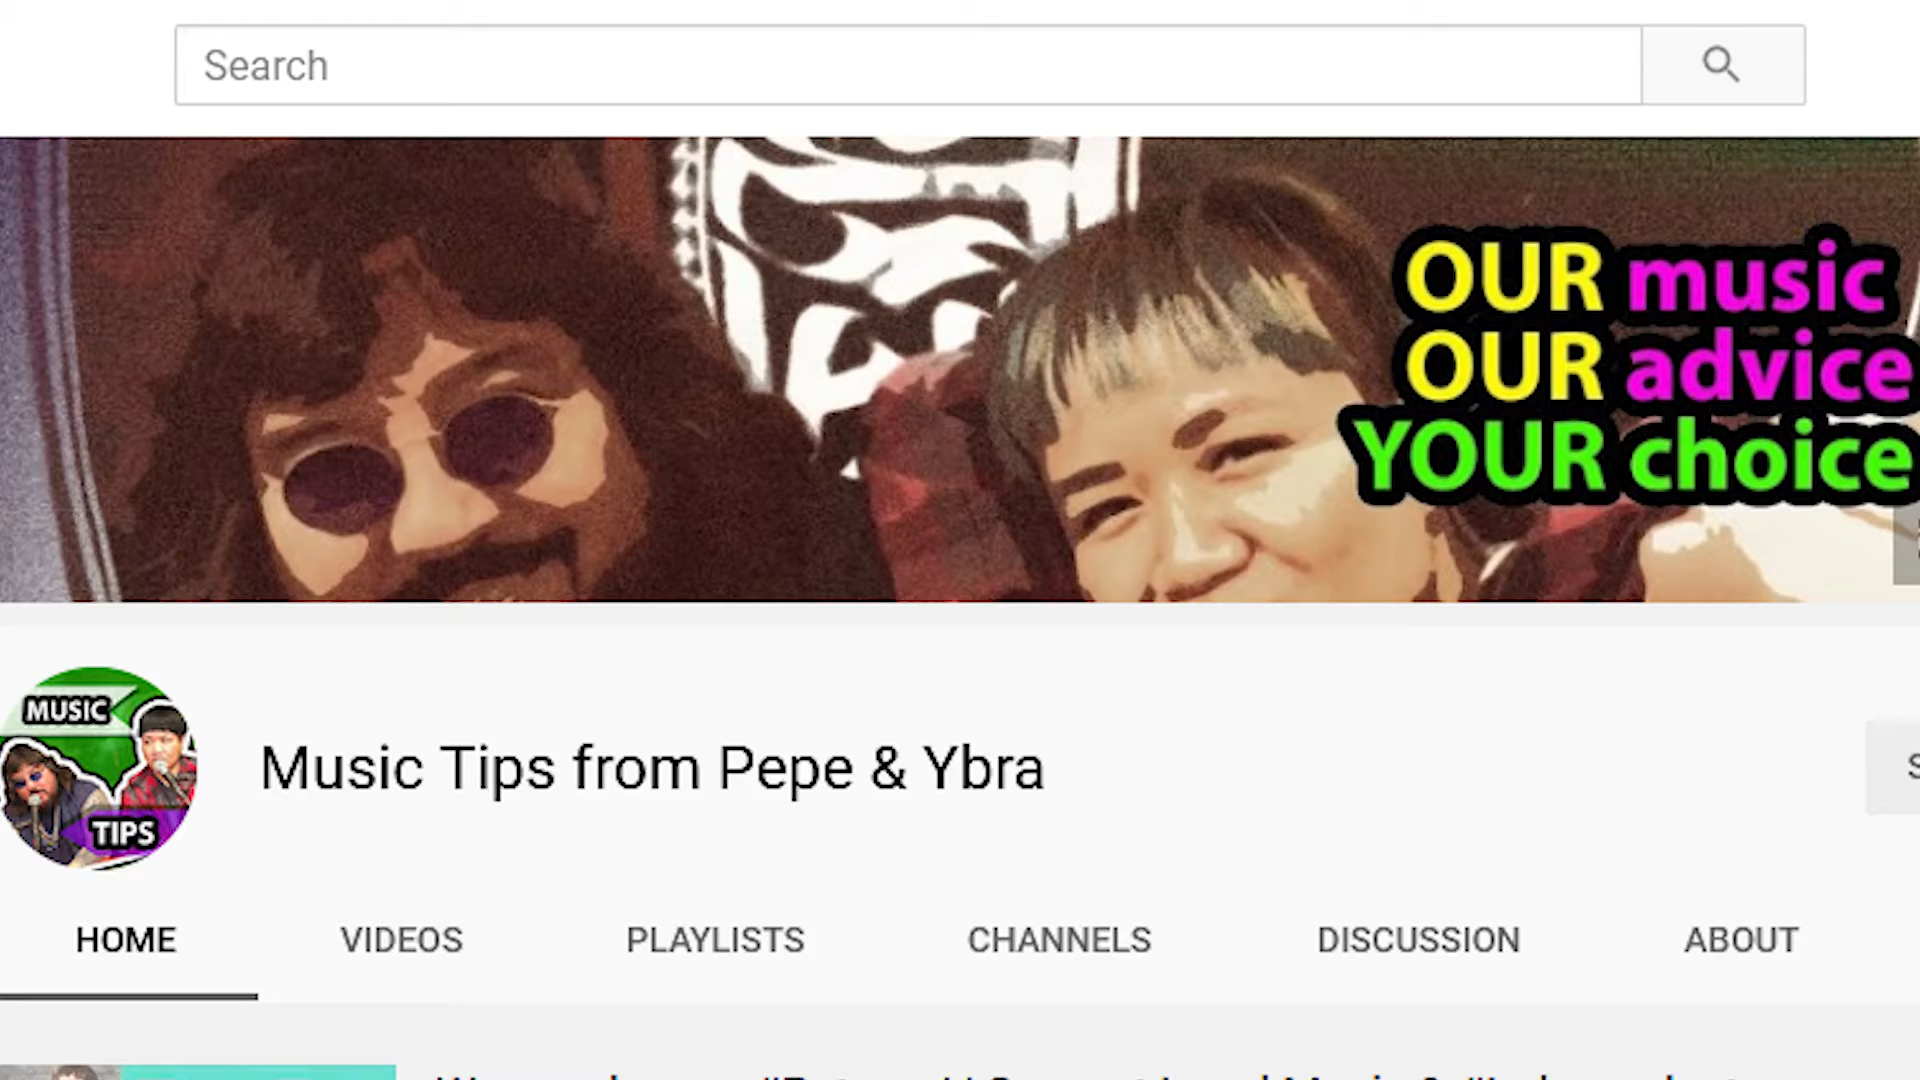 Search
OUR music
OUR advice
YOUR choice
MUSIC
TIPS
Music Tips from Pepe & Ybra
HOME VIDEOS PLAYLISTS CHANNELS DISCUSSION ABOUT